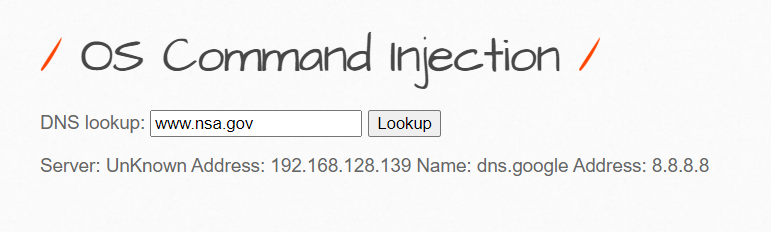 / OS Command Injection /
DNS lookup: www.nsa.gov Lookup
Server: UnKnown Address: 192.168.128.139 Name: dns.google Address: 8.8.8.8